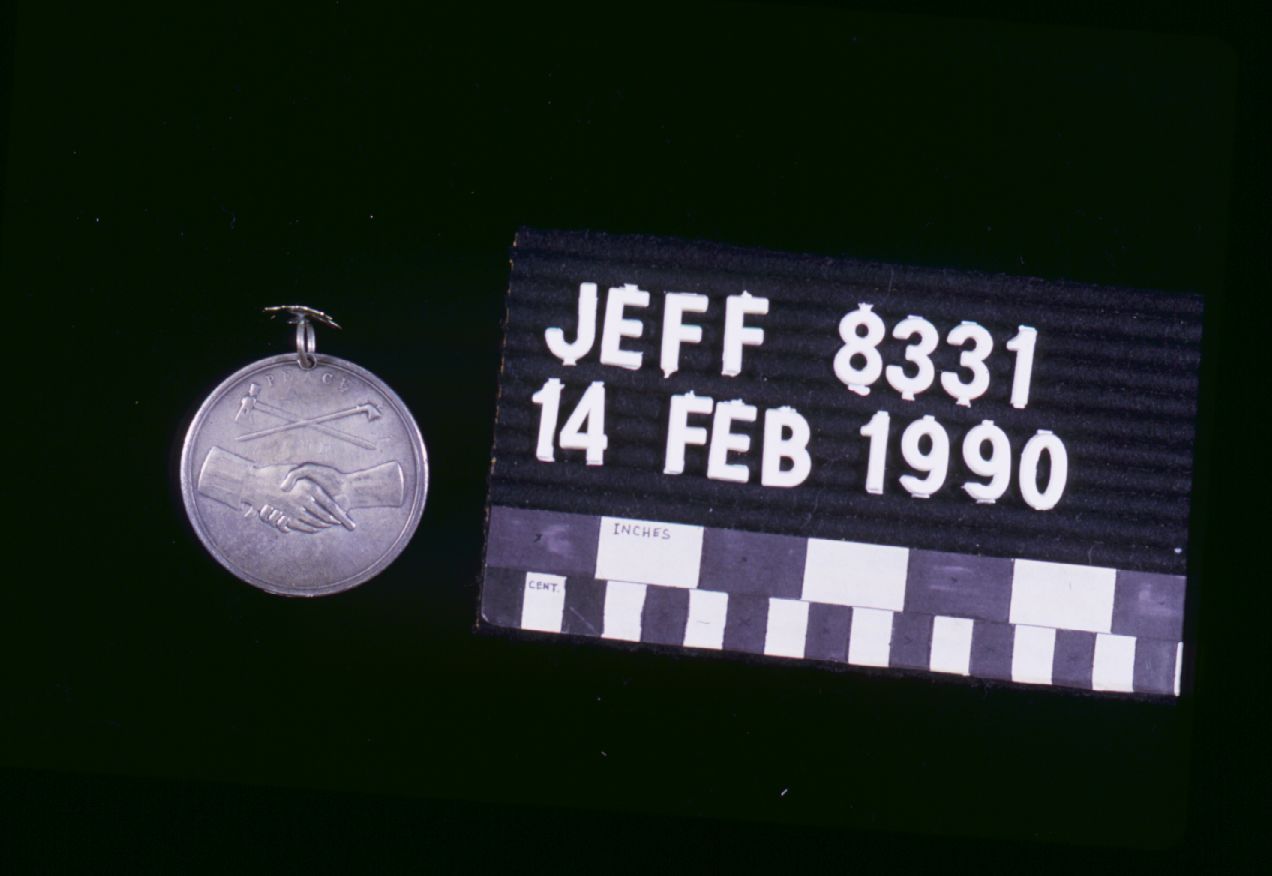 PEACE
JEFF 8331
14 FEB 1990
INCHES
CENT.